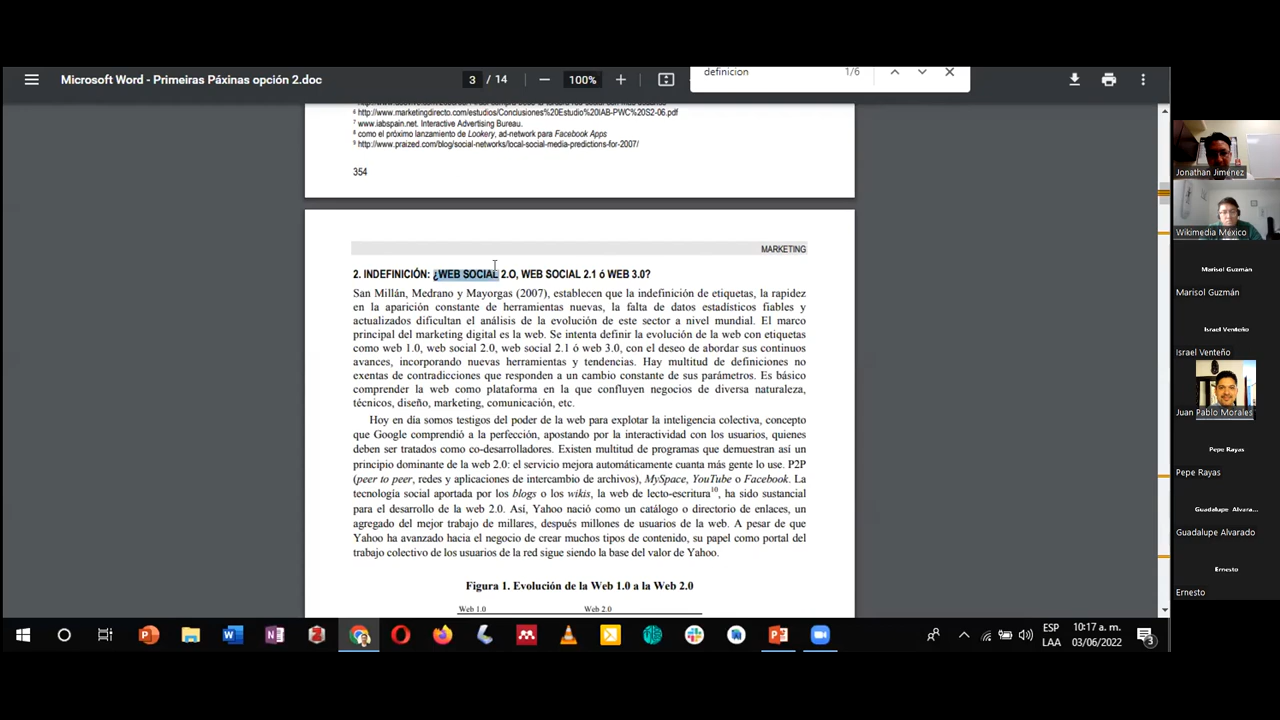 Microsoft Word - Primeiras Páxinas opción 2.doc
3 / 14
100%
definicion
1/6
6 http://www.marketingdirecto.com/estudios/Conclusiones%20Estudio%20IAB-PWC%20S2-06.pdf
7 www.iabspain.net. Interactive Advertising Bureau.
8 como el próximo lanzamiento de Lookery, ad-network para Facebook Apps
9 http://www.praized.com/blog/social-networks/local-social-media-predictions-for-2007/
354
MARKETING
2. INDEFINICIÓN: ¿WEB SOCIAL 2.O, WEB SOCIAL 2.1 ó WEB 3.0?
San Millán, Medrano y Mayorgas (2007), establecen que la indefinición de etiquetas, la rapidez
en la aparición constante de herramientas nuevas, la falta de datos estadísticos fiables y
actualizados dificultan el análisis de la evolución de este sector a nivel mundial. El marco
principal del marketing digital es la web. Se intenta definir la evolución de la web con etiquetas
como web 1.0, web social 2.0, web social 2.1 ó web 3.0, con el deseo de abordar sus continuos
avances, incorporando nuevas herramientas y tendencias. Hay multitud de definiciones no
exentas de contradicciones que responden a un cambio constante de sus parámetros. Es básico
comprender la web como plataforma en la que confluyen negocios de diversa naturaleza,
técnicos, diseño, marketing, comunicación, etc.
Hoy en día somos testigos del poder de la web para explotar la inteligencia colectiva, concepto
que Google comprendió a la perfección, apostando por la interactividad con los usuarios, quienes
deben ser tratados como co-desarrolladores. Existen multitud de programas que demuestran así un
principio dominante de la web 2.0: el servicio mejora automáticamente cuanta más gente lo use. P2P
(peer to peer, redes y aplicaciones de intercambio de archivos), MySpace, YouTube o Facebook. La
tecnología social aportada por los blogs o los wikis, la web de lecto-escritura10, ha sido sustancial
para el desarrollo de la web 2.0. Así, Yahoo nació como un catálogo o directorio de enlaces, un
agregado del mejor trabajo de millares, después millones de usuarios de la web. A pesar de que
Yahoo ha avanzado hacia el negocio de crear muchos tipos de contenido, su papel como portal del
trabajo colectivo de los usuarios de la red sigue siendo la base del valor de Yahoo.
Figura 1. Evolución de la Web 1.0 a la Web 2.0
Web 1.0
Web 2.0
Jonathan Jiménez
Wikimedia México
Marisol Guzmán
Marisol Guzmán
Israel Venteño
Israel Venteño
Juan Pablo Morales
Pepe Rayas
Pepe Rayas
Guadalupe Alvara...
Guadalupe Alvarado
Ernesto
Ernesto
ESP
LAA
10:17 a. m.
03/06/2022
3